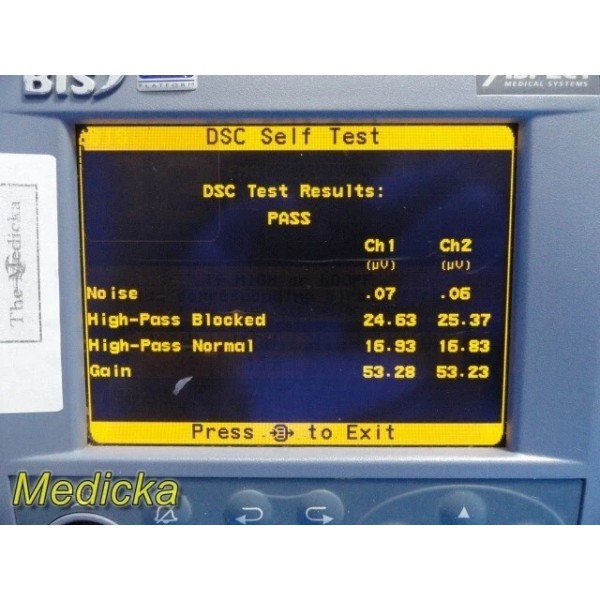 BIS
PLATFORM
ASPECT
MEDICAL SYSTEMS
The Medicka
DSC Self Test
DSC Test Results:
PASS
Ch1 Ch2
(µV) (µV)
Noise .07 .06
High-Pass Blocked 24.63 25.37
High-Pass Normal 16.93 16.83
Gain 53.28 53.23
Press to Exit
Medicka